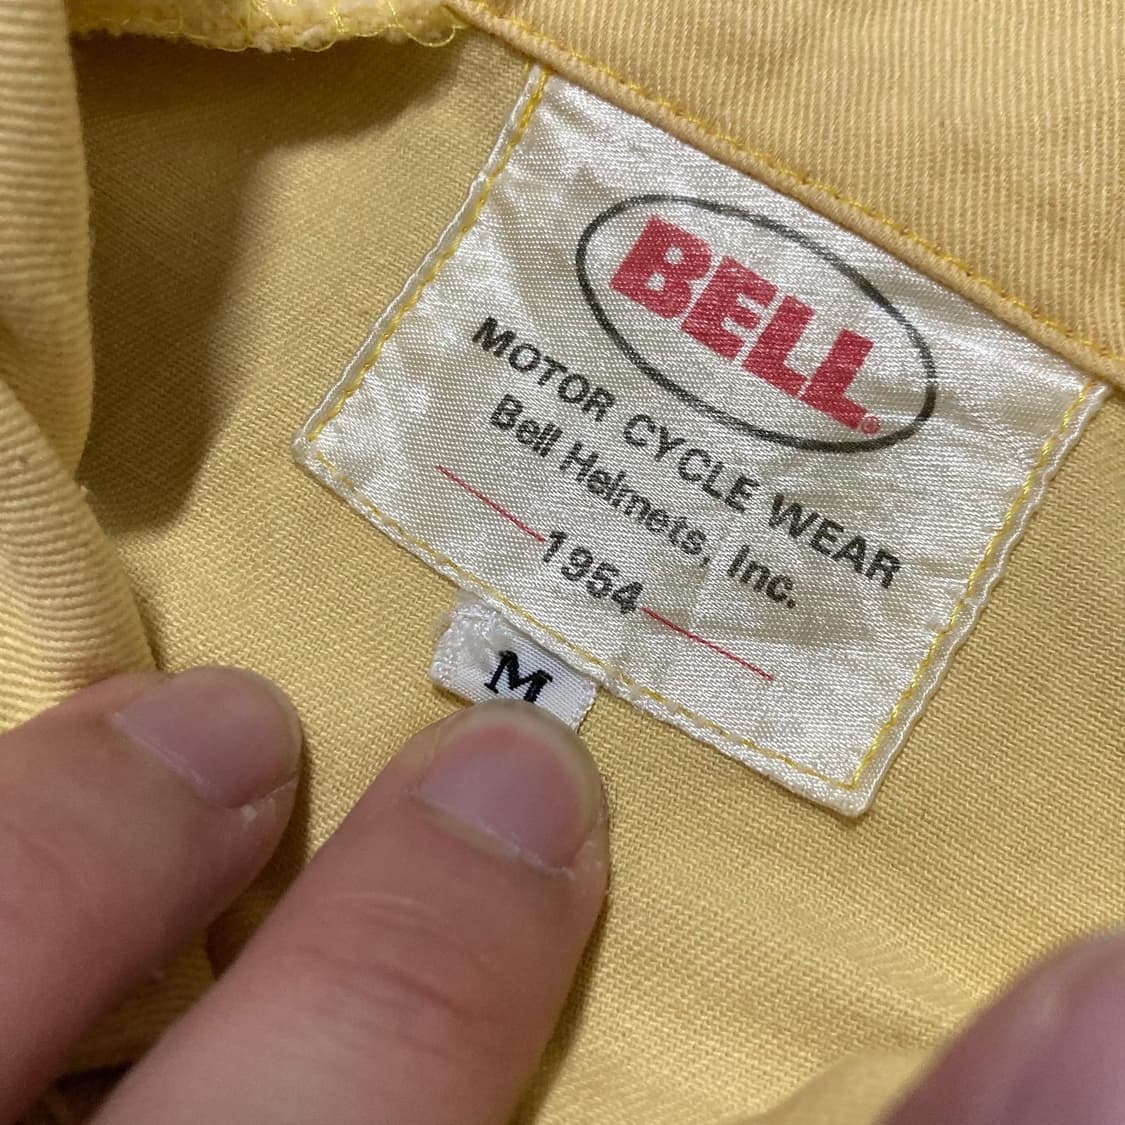 BELL®
MOTOR CYCLE WEAR
Bell Helmets, Inc.
1954
M